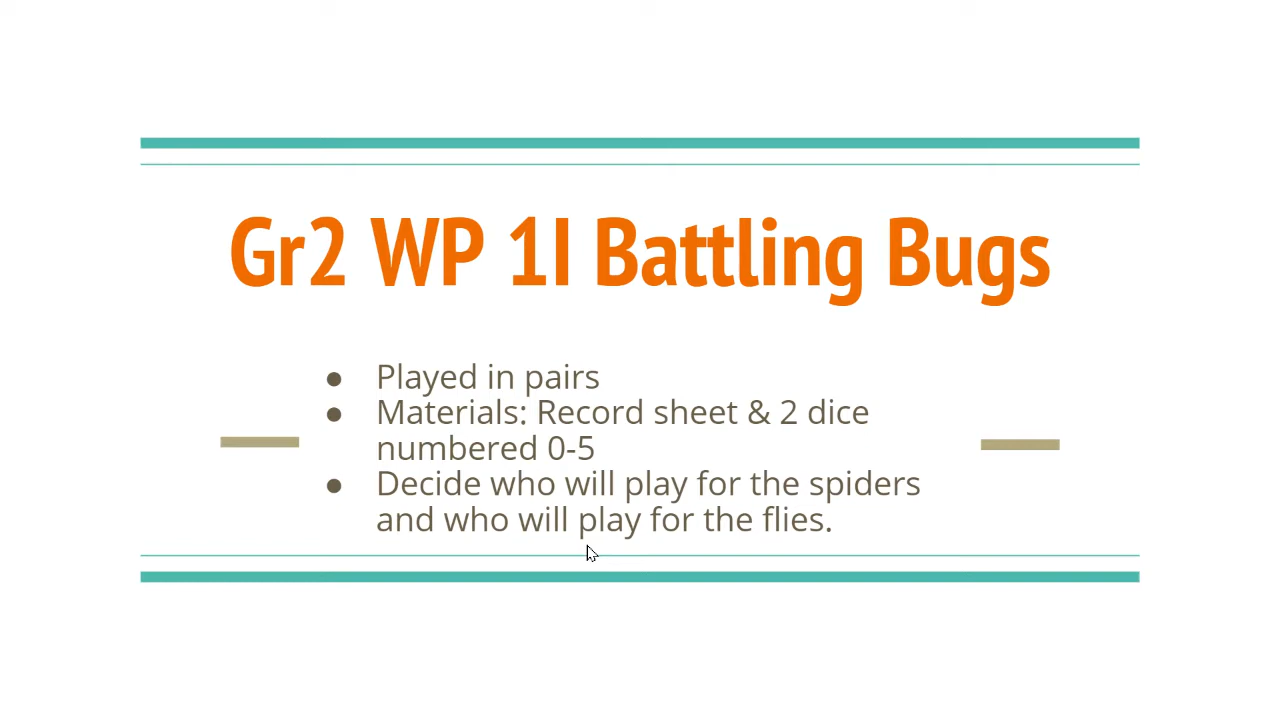 Gr2 WP 1I Battling Bugs
● Played in pairs
● Materials: Record sheet & 2 dice
numbered 0-5
● Decide who will play for the spiders
and who will play for the flies.